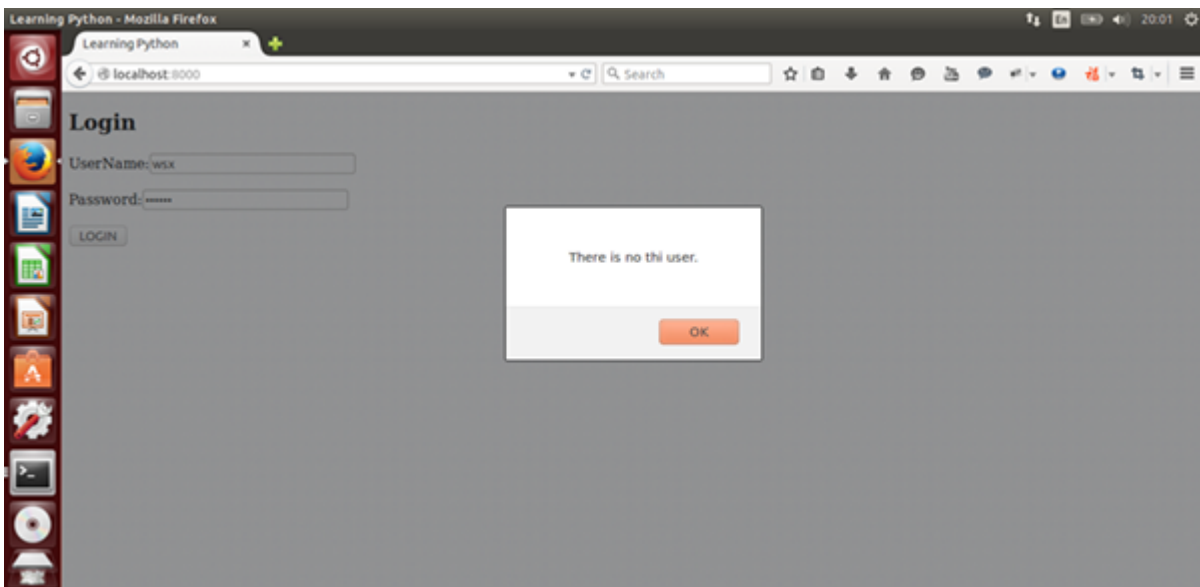 Learning Python - Mozilla Firefox
En
20:01
Learning Python
localhost:8000
Search
Login
UserName: wsx
Password: ••••••
LOGIN
There is no thi user.
OK